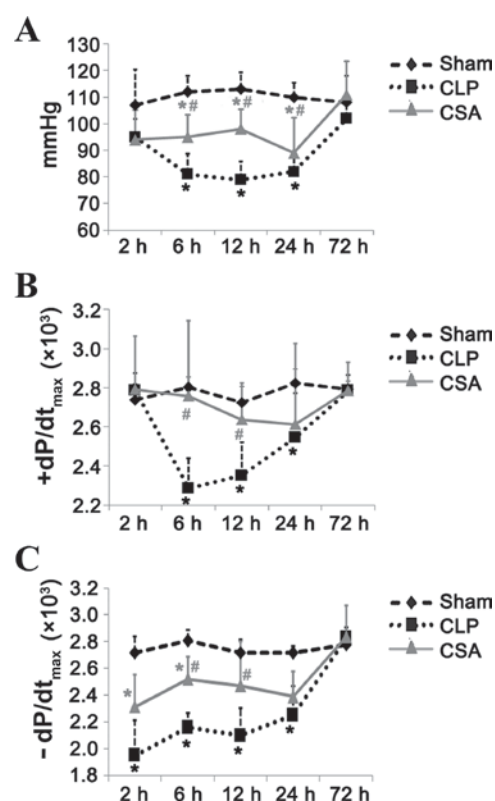 A
mmHg
130
120
110
100
90
80
70
60
*# *# *#
* * *
2 h 6 h 12 h 24 h 72 h
Sham
CLP
CSA
B
+dP/dtmax (×10³)
3.2
3.0
2.8
2.6
2.4
2.2
# #
* * *
2 h 6 h 12 h 24 h 72 h
Sham
CLP
CSA
C
−dP/dtmax (×10³)
3.2
3.0
2.8
2.6
2.4
2.2
2.0
1.8
* *# #
* * * *
2 h 6 h 12 h 24 h 72 h
Sham
CLP
CSA